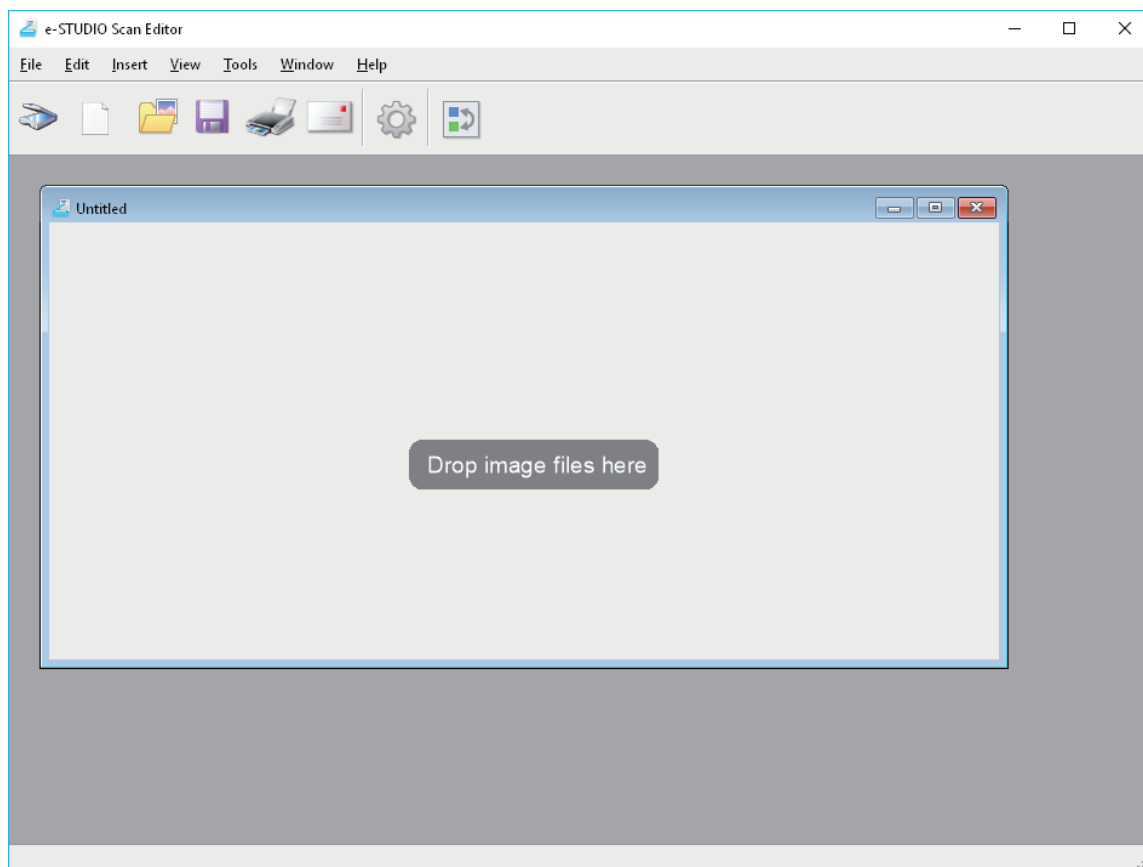 e-STUDIO Scan Editor
File Edit Insert View Tools Window Help
Untitled
Drop image files here